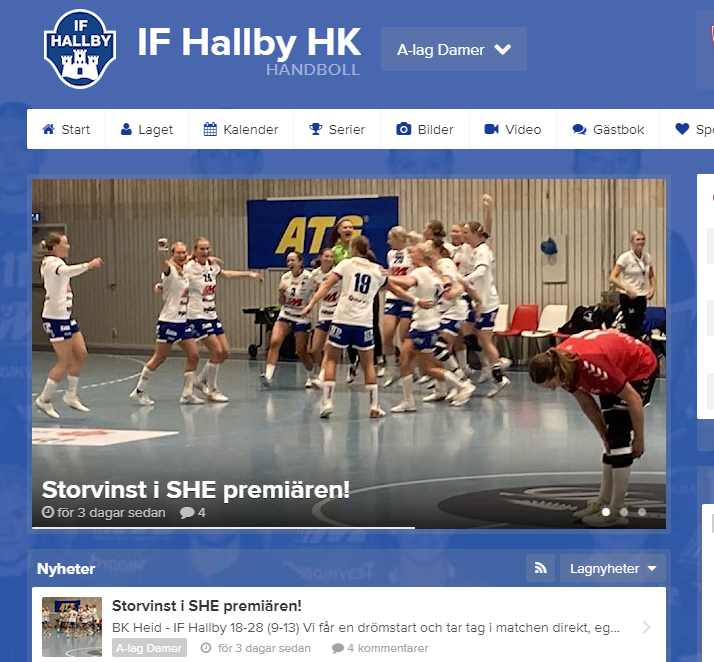 IF
HALLBY
IF Hallby HK
HANDBOLL
A-lag Damer
Start
Laget
Kalender
Serier
Bilder
Video
Gästbok
Spo
ATG
19
Storvinst i SHE premiären!
för 3 dagar sedan
4
Nyheter
Lagnyheter
Storvinst i SHE premiären!
BK Heid - IF Hallby 18-28 (9-13) Vi får en drömstart och tar tag i matchen direkt, eg...
A-lag Damer
för 3 dagar sedan
4 kommentarer